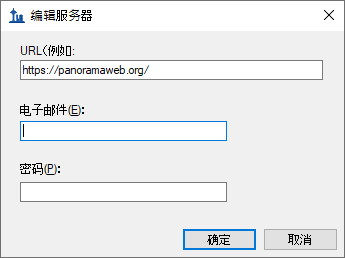 编辑服务器
URL(例如:
https://panoramaweb.org/
电子邮件(E):
密码(P):
确定
取消